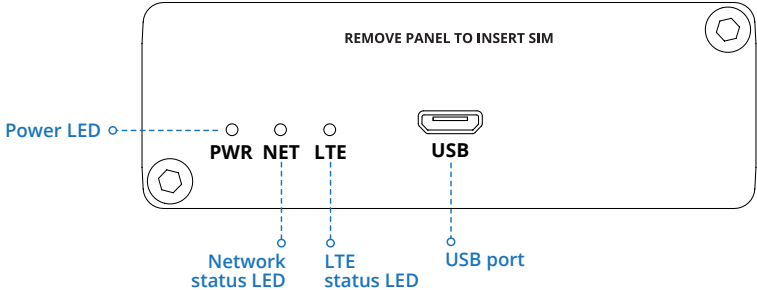 REMOVE PANEL TO INSERT SIM
Power LED
PWR NET LTE
USB
Network
status LED
LTE
status LED
USB port